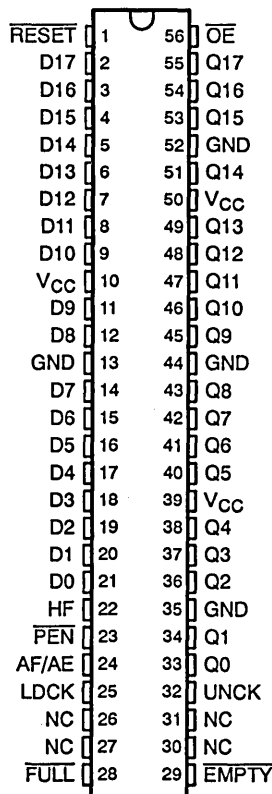 RESET 1 56 OE
D17 2 55 Q17
D16 3 54 Q16
D15 4 53 Q15
D14 5 52 GND
D13 6 51 Q14
D12 7 50 VCC
D11 8 49 Q13
D10 9 48 Q12
VCC 10 47 Q11
D9 11 46 Q10
D8 12 45 Q9
GND 13 44 GND
D7 14 43 Q8
D6 15 42 Q7
D5 16 41 Q6
D4 17 40 Q5
D3 18 39 VCC
D2 19 38 Q4
D1 20 37 Q3
D0 21 36 Q2
HF 22 35 GND
PEN 23 34 Q1
AF/AE 24 33 Q0
LDCK 25 32 UNCK
NC 26 31 NC
NC 27 30 NC
FULL 28 29 EMPTY